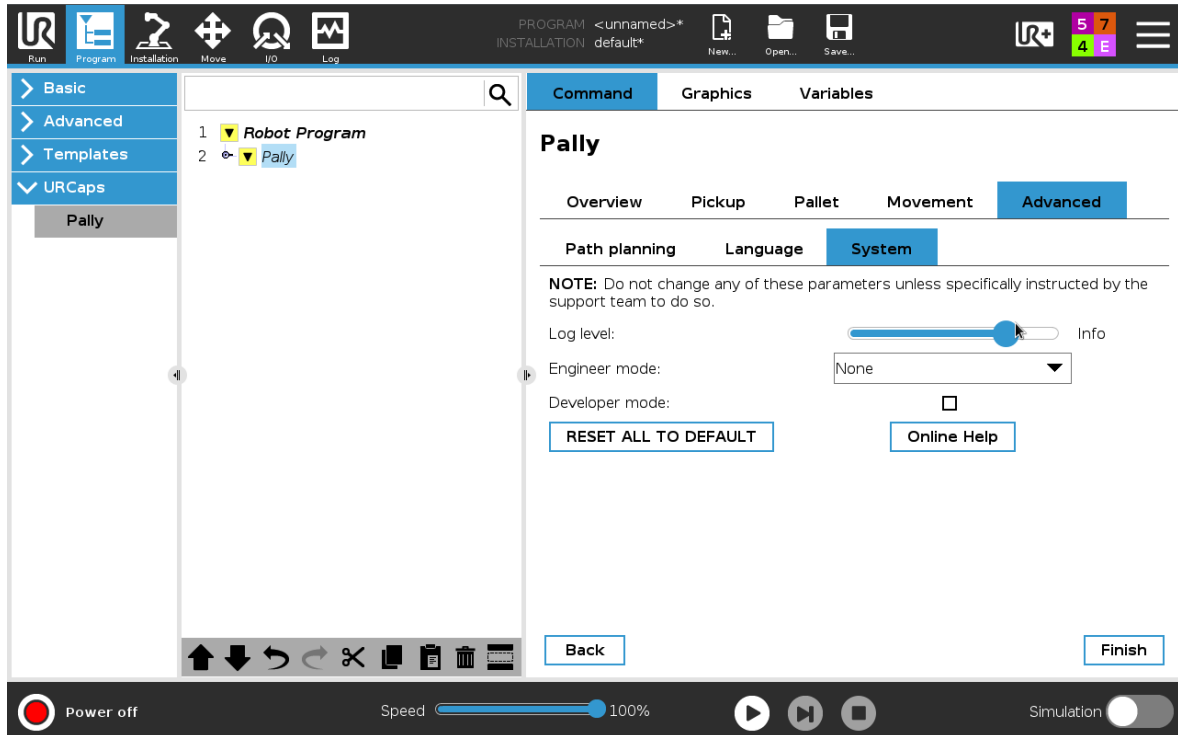 UR
Run
Program
Installation
Move
I/O
Log
PROGRAM <unnamed>*
INSTALLATION default*
New...
Open...
Save...
UR+
5 7
4 E
Basic
Advanced
Templates
URCaps
Pally
1 Robot Program
2 Pally
Command Graphics Variables
Pally
Overview Pickup Pallet Movement Advanced
Path planning Language System
NOTE: Do not change any of these parameters unless specifically instructed by the
support team to do so.
Log level: Info
Engineer mode: None
Developer mode:
RESET ALL TO DEFAULT Online Help
Back Finish
Power off Speed 100% Simulation